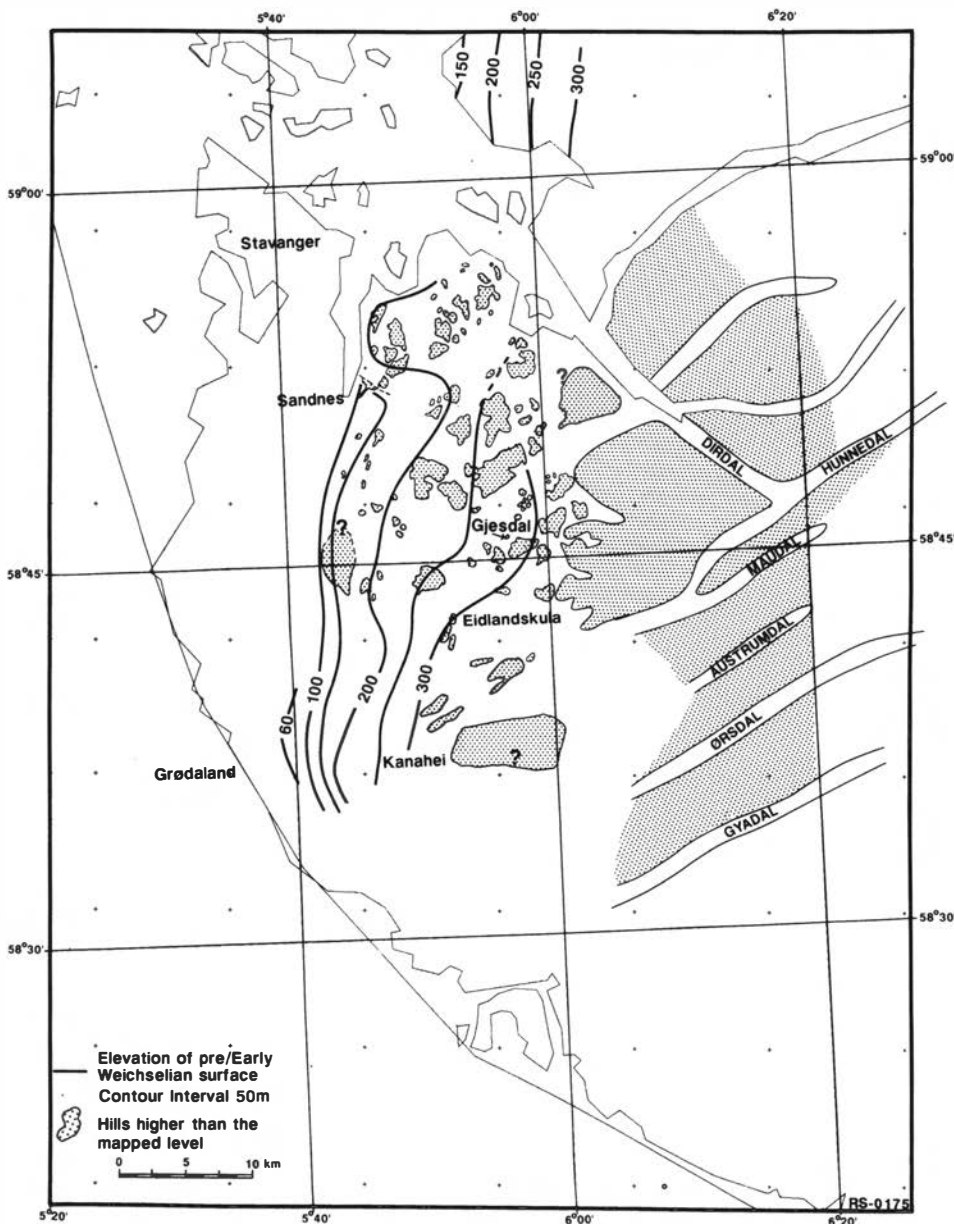 5°40'
6°00'
6°20'
150
200
250
300
59°00'
59°00'
Stavanger
Sandnes
?
DIRDAL
HUNNEDAL
?
Gjesdal
58°45'
58°45'
MAUDAL
Eidlandskula
AUSTRUMDAL
100
200
300
60
ØRSDAL
Kanahei
?
Grødaland
GYADAL
58°30'
58°30'
Elevation of pre/Early
Weichselian surface
Contour Interval 50m
Hills higher than the
mapped level
0 5 10 km
RS-0175
5°20'
5°40'
6°00'
6°20'